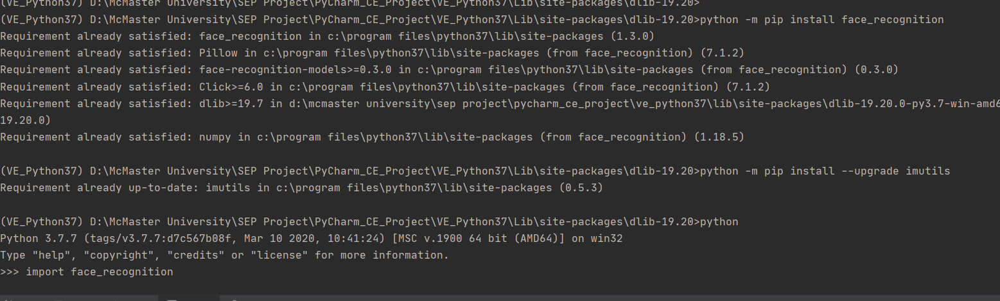 (VE_Python37) D:\McMaster University\SEP Project\PyCharm_CE_Project\VE_Python37\Lib\site-packages\dlib-19.20>
(VE_Python37) D:\McMaster University\SEP Project\PyCharm_CE_Project\VE_Python37\Lib\site-packages\dlib-19.20>python -m pip install face_recognition
Requirement already satisfied: face_recognition in c:\program files\python37\lib\site-packages (1.3.0)
Requirement already satisfied: Pillow in c:\program files\python37\lib\site-packages (from face_recognition) (7.1.2)
Requirement already satisfied: face-recognition-models>=0.3.0 in c:\program files\python37\lib\site-packages (from face_recognition) (0.3.0)
Requirement already satisfied: Click>=6.0 in c:\program files\python37\lib\site-packages (from face_recognition) (7.1.2)
Requirement already satisfied: dlib>=19.7 in d:\mcmaster university\sep project\pycharm_ce_project\ve_python37\lib\site-packages\dlib-19.20.0-py3.7-win-amd6
19.20.0)
Requirement already satisfied: numpy in c:\program files\python37\lib\site-packages (from face_recognition) (1.18.5)
(VE_Python37) D:\McMaster University\SEP Project\PyCharm_CE_Project\VE_Python37\Lib\site-packages\dlib-19.20>python -m pip install --upgrade imutils
Requirement already up-to-date: imutils in c:\program files\python37\lib\site-packages (0.5.3)
(VE_Python37) D:\McMaster University\SEP Project\PyCharm_CE_Project\VE_Python37\Lib\site-packages\dlib-19.20>python
Python 3.7.7 (tags/v3.7.7:d7c567b08f, Mar 10 2020, 10:41:24) [MSC v.1900 64 bit (AMD64)] on win32
Type "help", "copyright", "credits" or "license" for more information.
>>> import face_recognition